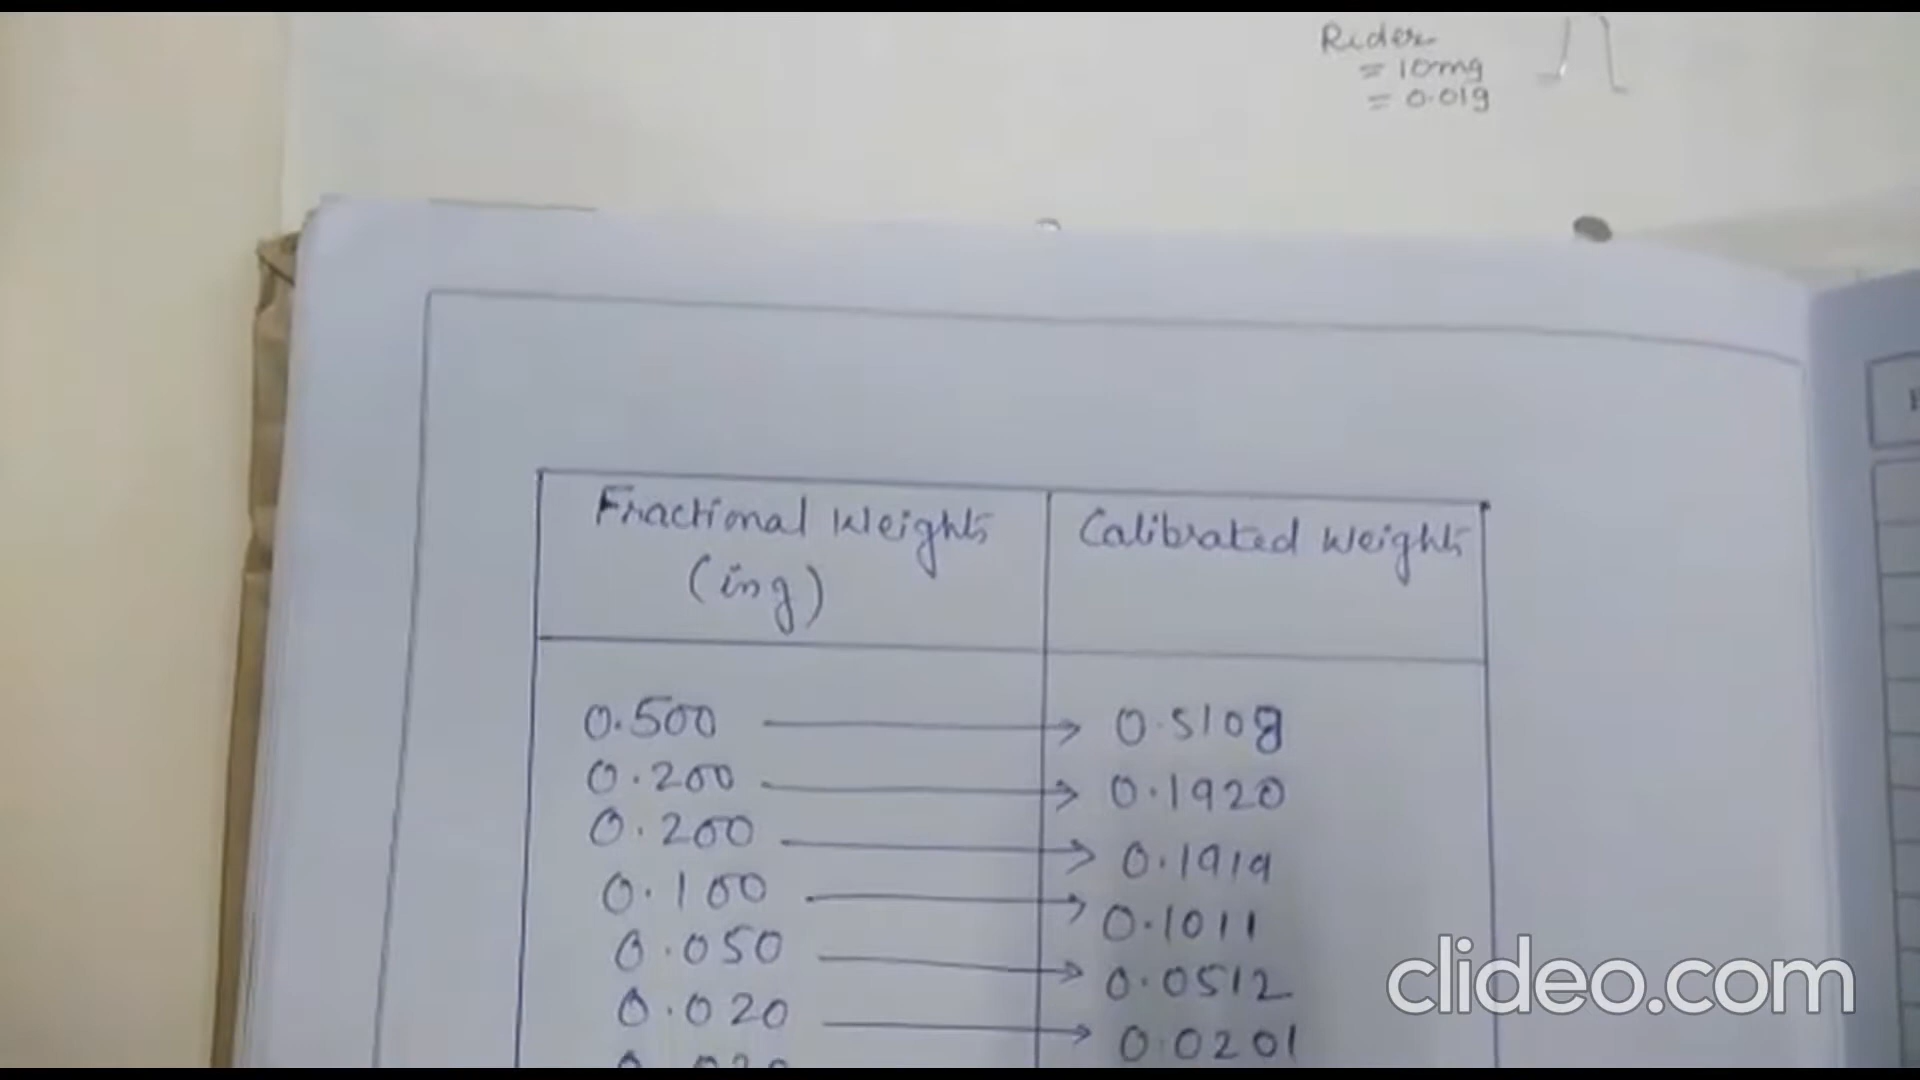 Rider
= 10mg
= 0.01g
Fractional Weights Calibrated Weights
(in g)
0.500 → 0.5108
0.200 → 0.1920
0.200 → 0.1919
0.100 → 0.1011
0.050 → 0.0512
0.020 → 0.0201
clideo.com